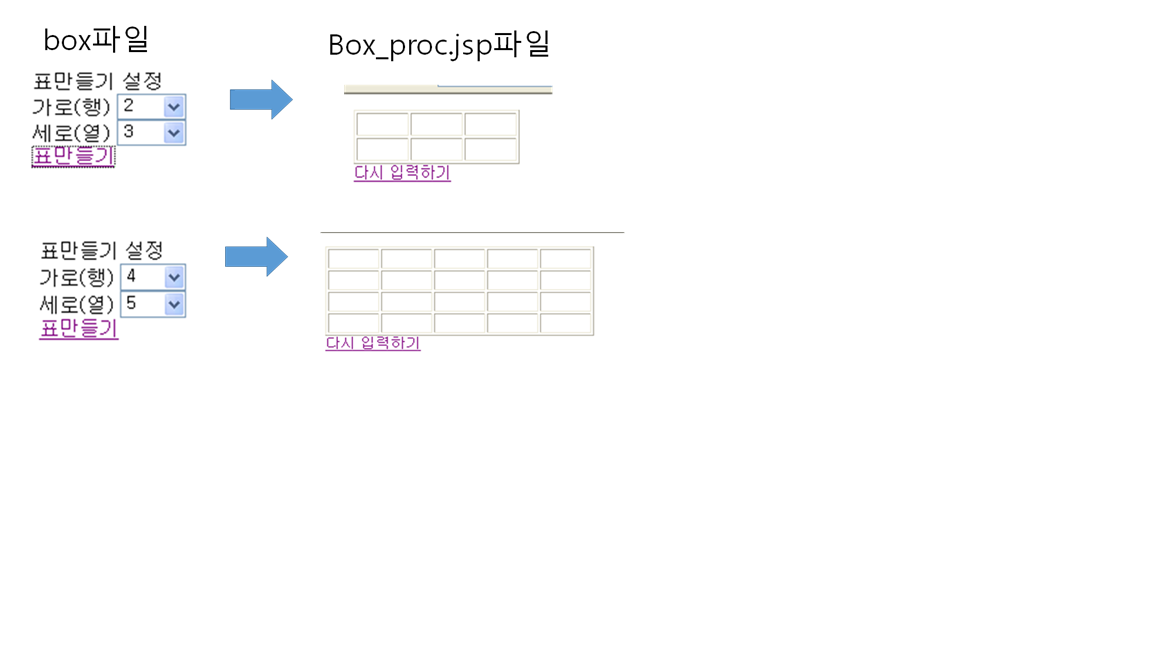 box파일
표만들기 설정
가로(행) 2
세로(열) 3
표만들기
Box_proc.jsp파일
다시 입력하기
표만들기 설정
가로(행) 4
세로(열) 5
표만들기
다시 입력하기